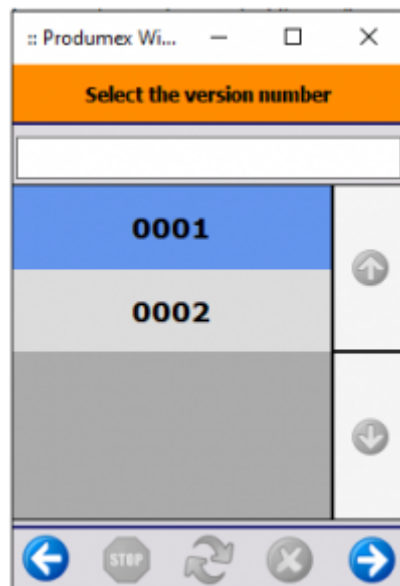 :: Produmex Wi...
Select the version number
0001
0002
STOP